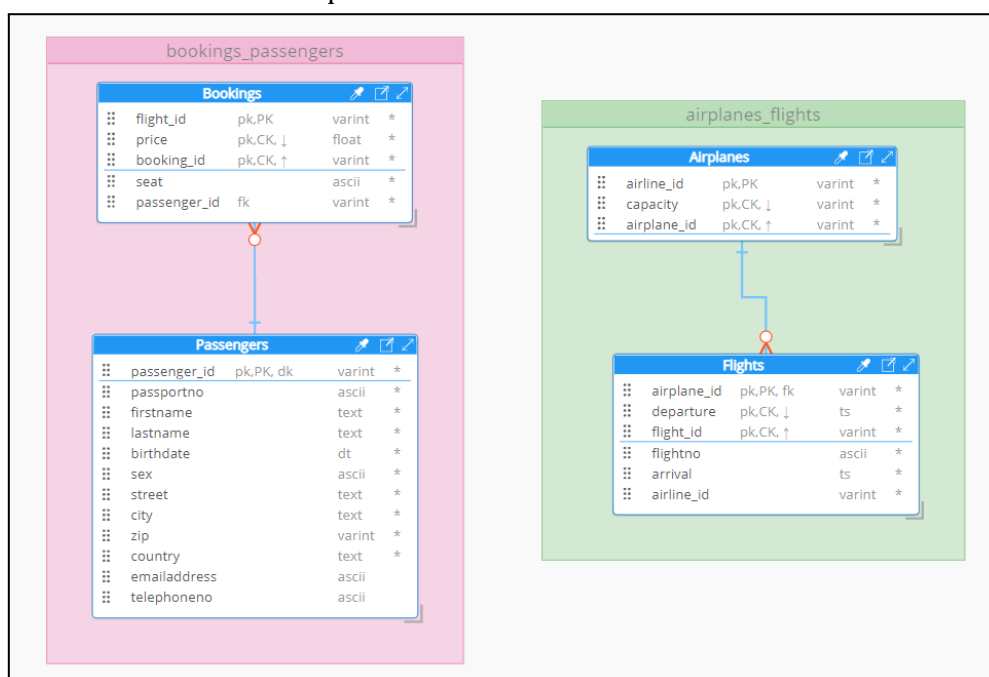 bookings_passengers
Bookings
flight_id pk,PK varint *
price pk,CK, ↓ float *
booking_id pk,CK, ↑ varint *
seat ascii *
passenger_id fk varint *
Passengers
passenger_id pk,PK, dk varint *
passportno ascii *
firstname text *
lastname text *
birthdate dt *
sex ascii *
street text *
city text *
zip varint *
country text *
emailaddress ascii
telephoneno ascii
airplanes_flights
Airplanes
airline_id pk,PK varint *
capacity pk,CK, ↓ varint *
airplane_id pk,CK, ↑ varint *
Flights
airplane_id pk,PK, fk varint *
departure pk,CK, ↓ ts *
flight_id pk,CK, ↑ varint *
flightno ascii *
arrival ts *
airline_id varint *